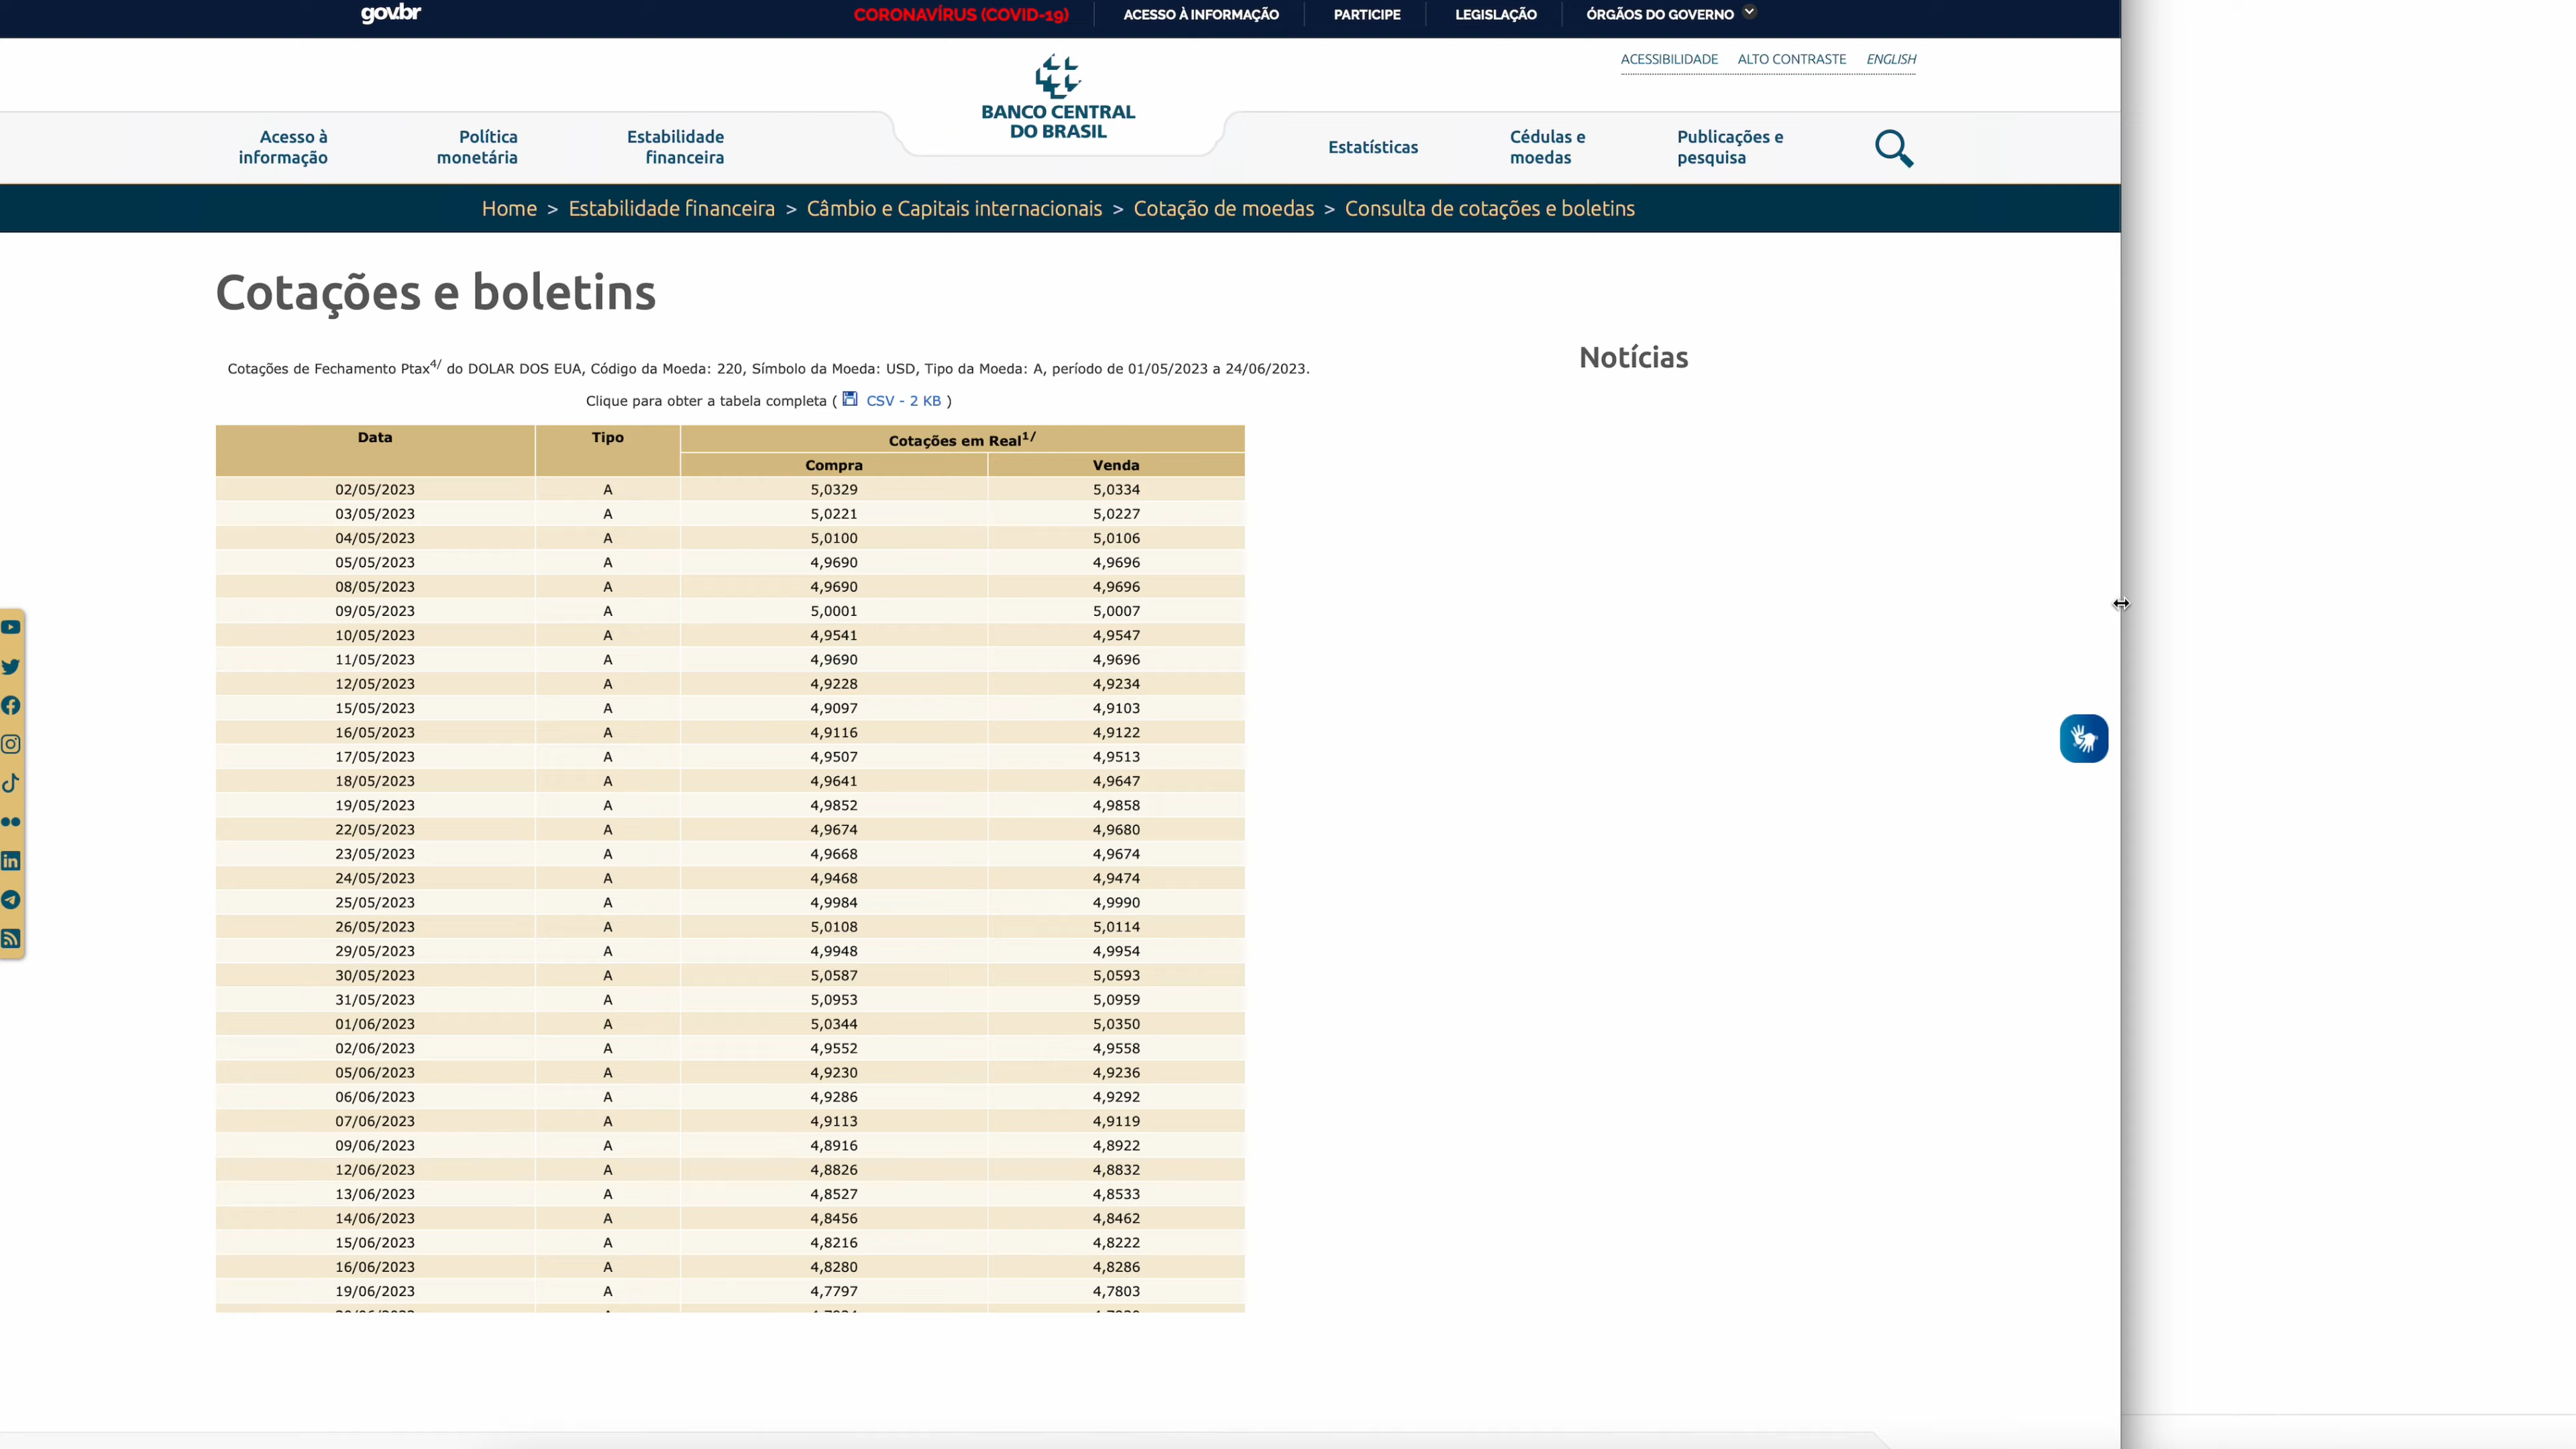 govbr
CORONAVÍRUS (COVID-19) ACESSO À INFORMAÇÃO PARTICIPE LEGISLAÇÃO ÓRGÃOS DO GOVERNO
ACESSIBILIDADE ALTO CONTRASTE ENGLISH
BANCO CENTRAL
DO BRASIL
Acesso à
informação
Política
monetária
Estabilidade
financeira
Estatísticas
Cédulas e
moedas
Publicações e
pesquisa
Home > Estabilidade financeira > Câmbio e Capitais internacionais > Cotação de moedas > Consulta de cotações e boletins
Cotações e boletins
Notícias
Cotações de Fechamento Ptax4/ do DOLAR DOS EUA, Código da Moeda: 220, Símbolo da Moeda: USD, Tipo da Moeda: A, período de 01/05/2023 a 24/06/2023.
Clique para obter a tabela completa ( CSV - 2 KB )
Data Tipo Cotações em Real1/
Compra Venda
02/05/2023 A 5,0329 5,0334
03/05/2023 A 5,0221 5,0227
04/05/2023 A 5,0100 5,0106
05/05/2023 A 4,9690 4,9696
08/05/2023 A 4,9690 4,9696
09/05/2023 A 5,0001 5,0007
10/05/2023 A 4,9541 4,9547
11/05/2023 A 4,9690 4,9696
12/05/2023 A 4,9228 4,9234
15/05/2023 A 4,9097 4,9103
16/05/2023 A 4,9116 4,9122
17/05/2023 A 4,9507 4,9513
18/05/2023 A 4,9641 4,9647
19/05/2023 A 4,9852 4,9858
22/05/2023 A 4,9674 4,9680
23/05/2023 A 4,9668 4,9674
24/05/2023 A 4,9468 4,9474
25/05/2023 A 4,9984 4,9990
26/05/2023 A 5,0108 5,0114
29/05/2023 A 4,9948 4,9954
30/05/2023 A 5,0587 5,0593
31/05/2023 A 5,0953 5,0959
01/06/2023 A 5,0344 5,0350
02/06/2023 A 4,9552 4,9558
05/06/2023 A 4,9230 4,9236
06/06/2023 A 4,9286 4,9292
07/06/2023 A 4,9113 4,9119
09/06/2023 A 4,8916 4,8922
12/06/2023 A 4,8826 4,8832
13/06/2023 A 4,8527 4,8533
14/06/2023 A 4,8456 4,8462
15/06/2023 A 4,8216 4,8222
16/06/2023 A 4,8280 4,8286
19/06/2023 A 4,7797 4,7803